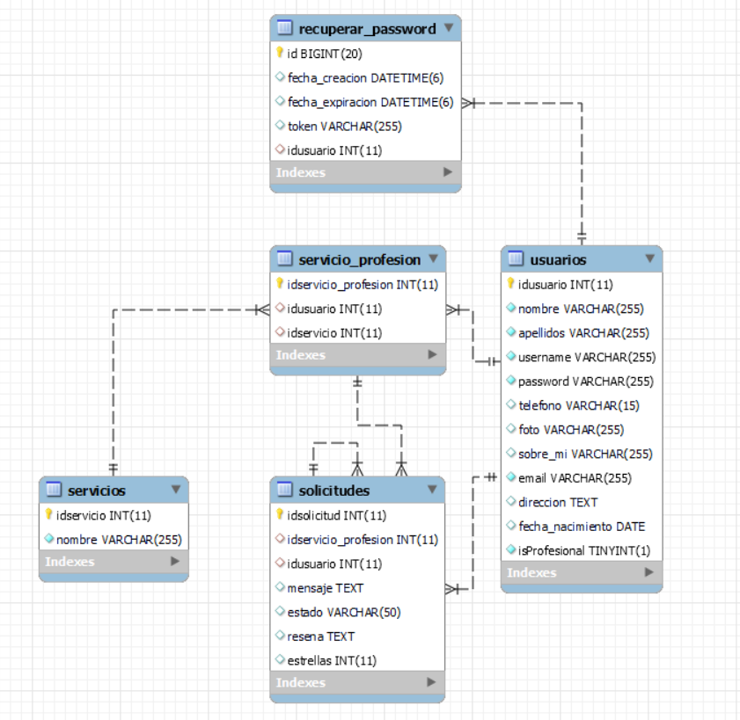 recuperar_password
id BIGINT(20)
fecha_creacion DATETIME(6)
fecha_expiracion DATETIME(6)
token VARCHAR(255)
idusuario INT(11)
Indexes
servicio_profesion
idservicio_profesion INT(11)
idusuario INT(11)
idservicio INT(11)
Indexes
usuarios
idusuario INT(11)
nombre VARCHAR(255)
apellidos VARCHAR(255)
username VARCHAR(255)
password VARCHAR(255)
telefono VARCHAR(15)
foto VARCHAR(255)
sobre_mi VARCHAR(255)
email VARCHAR(255)
direccion TEXT
fecha_nacimiento DATE
isProfesional TINYINT(1)
Indexes
servicios
idservicio INT(11)
nombre VARCHAR(255)
Indexes
solicitudes
idsolicitud INT(11)
idservicio_profesion INT(11)
idusuario INT(11)
mensaje TEXT
estado VARCHAR(50)
resena TEXT
estrellas INT(11)
Indexes